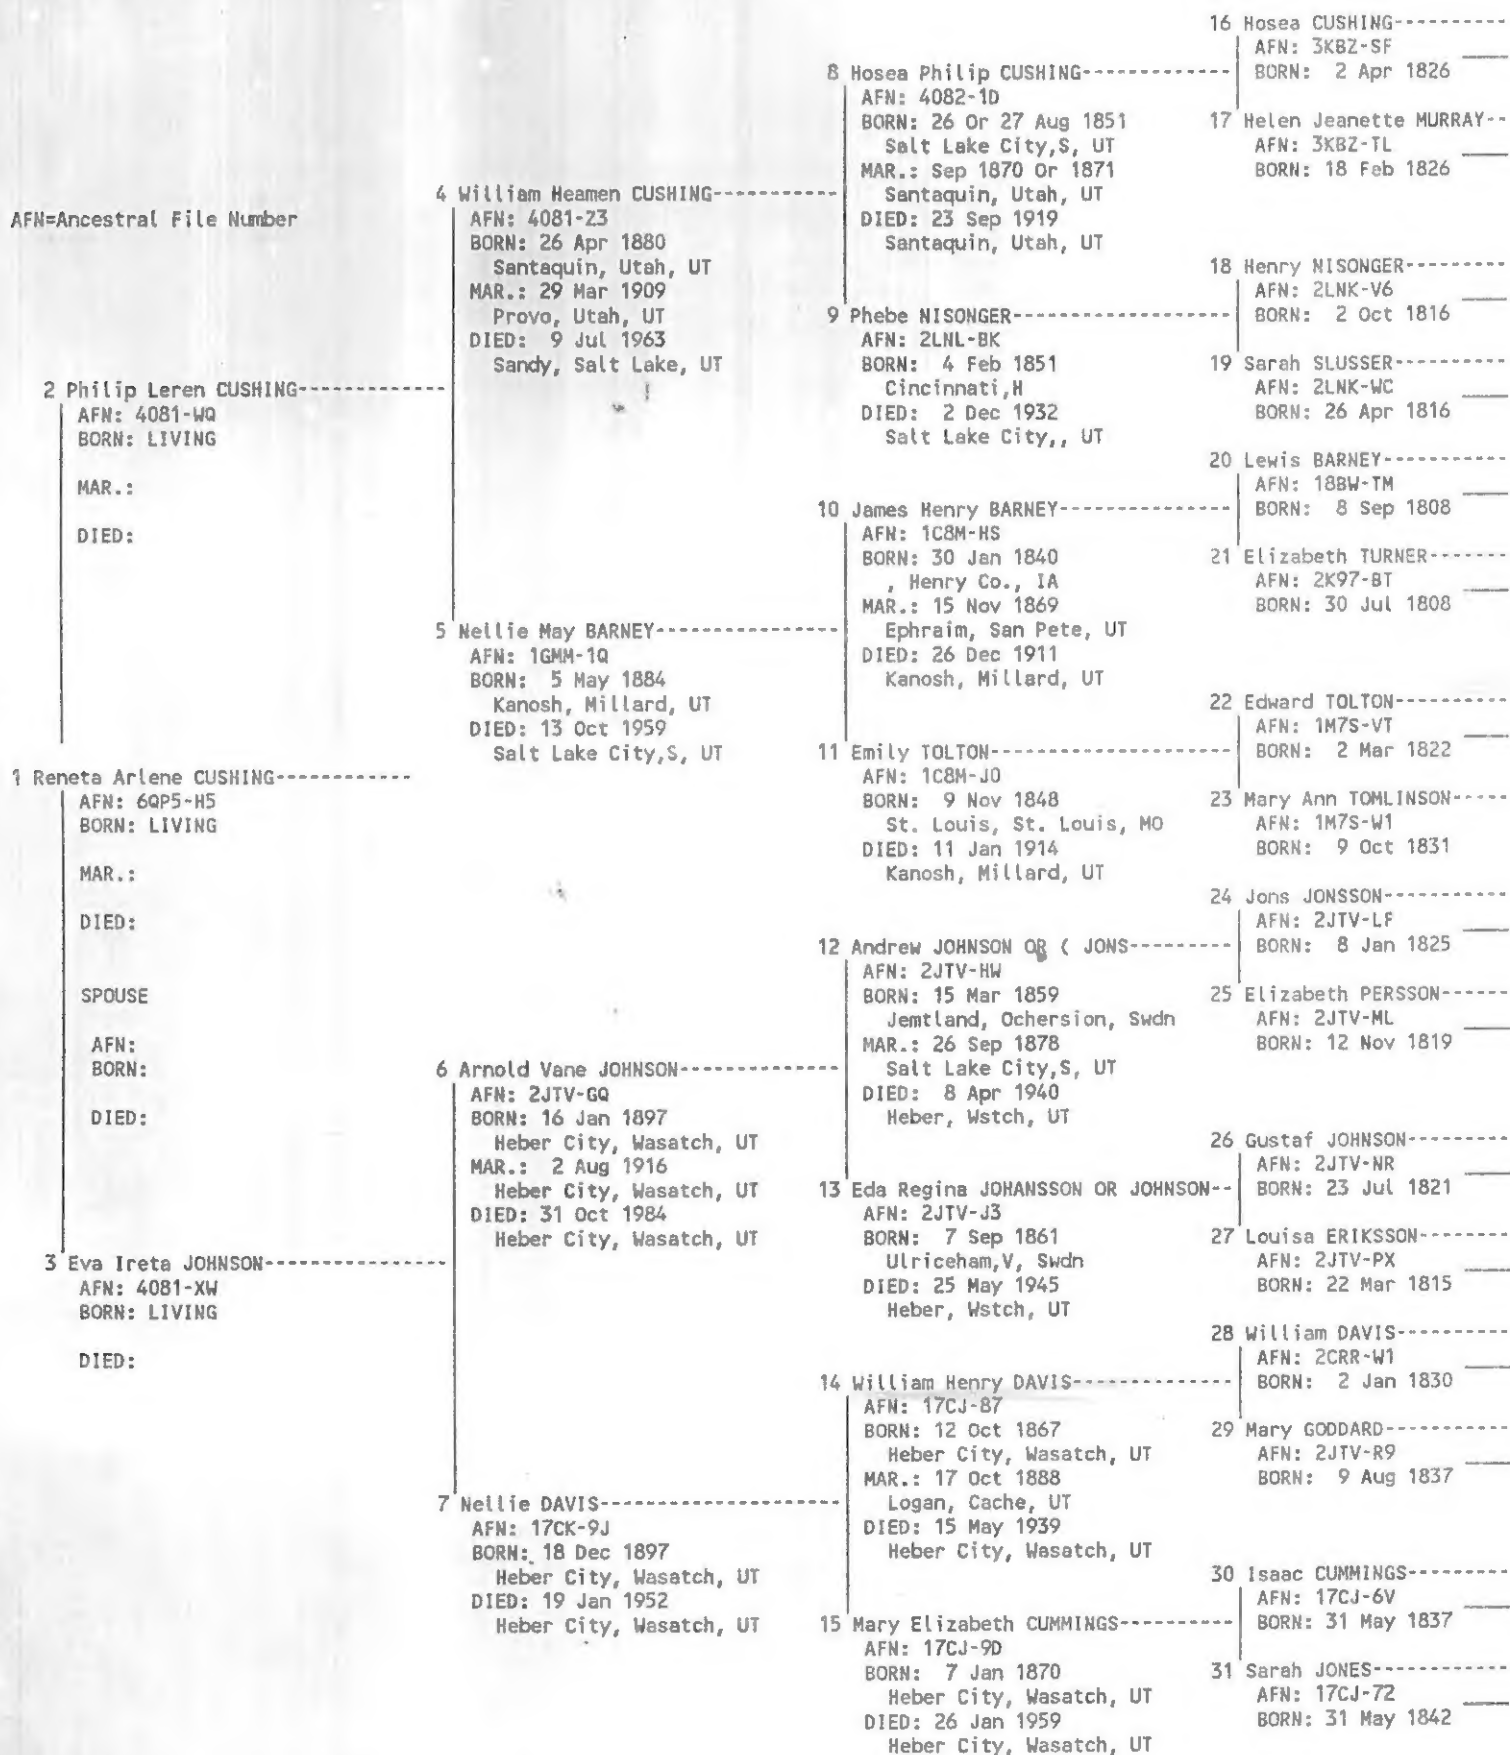 AFN=Ancestral File Number
1 Reneta Arlene CUSHING------------
AFN: 6QP5-H5
BORN: LIVING
MAR.:
DIED:
SPOUSE
AFN:
BORN:
DIED:
2 Philip Leren CUSHING-------------
AFN: 4081-WQ
BORN: LIVING
MAR.:
DIED:
3 Eva Ireta JOHNSON----------------
AFN: 4081-XW
BORN: LIVING
DIED:
4 William Heamen CUSHING-----------
AFN: 4081-Z3
BORN: 26 Apr 1880
Santaquin, Utah, UT
MAR.: 29 Mar 1909
Provo, Utah, UT
DIED: 9 Jul 1963
Sandy, Salt Lake, UT
5 Nellie May BARNEY----------------
AFN: 1GMM-1Q
BORN: 5 May 1884
Kanosh, Millard, UT
DIED: 13 Oct 1959
Salt Lake City,S, UT
6 Arnold Vane JOHNSON--------------
AFN: 2JTV-GQ
BORN: 16 Jan 1897
Heber City, Wasatch, UT
MAR.: 2 Aug 1916
Heber City, Wasatch, UT
DIED: 31 Oct 1984
Heber City, Wasatch, UT
7 Nellie DAVIS---------------------
AFN: 17CK-9J
BORN: 18 Dec 1897
Heber City, Wasatch, UT
DIED: 19 Jan 1952
Heber City, Wasatch, UT
8 Hosea Philip CUSHING-------------
AFN: 4082-1D
BORN: 26 Or 27 Aug 1851
Salt Lake City,S, UT
MAR.: Sep 1870 Or 1871
Santaquin, Utah, UT
DIED: 23 Sep 1919
Santaquin, Utah, UT
9 Phebe NISONGER-------------------
AFN: 2LNL-BK
BORN: 4 Feb 1851
Cincinnati,H
DIED: 2 Dec 1932
Salt Lake City,, UT
10 James Henry BARNEY---------------
AFN: 1C8M-HS
BORN: 30 Jan 1840
, Henry Co., IA
MAR.: 15 Nov 1869
Ephraim, San Pete, UT
DIED: 26 Dec 1911
Kanosh, Millard, UT
11 Emily TOLTON---------------------
AFN: 1C8M-J0
BORN: 9 Nov 1848
St. Louis, St. Louis, MO
DIED: 11 Jan 1914
Kanosh, Millard, UT
12 Andrew JOHNSON OR ( JONS---------
AFN: 2JTV-HW
BORN: 15 Mar 1859
Jemtland, Ochersion, Swdn
MAR.: 26 Sep 1878
Salt Lake City,S, UT
DIED: 8 Apr 1940
Heber, Wstch, UT
13 Eda Regina JOHANSSON OR JOHNSON--
AFN: 2JTV-J3
BORN: 7 Sep 1861
Ulriceham,V, Swdn
DIED: 25 May 1945
Heber, Wstch, UT
14 William Henry DAVIS--------------
AFN: 17CJ-87
BORN: 12 Oct 1867
Heber City, Wasatch, UT
MAR.: 17 Oct 1888
Logan, Cache, UT
DIED: 15 May 1939
Heber City, Wasatch, UT
15 Mary Elizabeth CUMMINGS----------
AFN: 17CJ-9D
BORN: 7 Jan 1870
Heber City, Wasatch, UT
DIED: 26 Jan 1959
Heber City, Wasatch, UT
16 Hosea CUSHING----------
AFN: 3KBZ-SF
BORN: 2 Apr 1826
17 Helen Jeanette MURRAY--
AFN: 3KBZ-TL
BORN: 18 Feb 1826
18 Henry NISONGER---------
AFN: 2LNK-V6
BORN: 2 Oct 1816
19 Sarah SLUSSER----------
AFN: 2LNK-WC
BORN: 26 Apr 1816
20 Lewis BARNEY-----------
AFN: 18BW-TM
BORN: 8 Sep 1808
21 Elizabeth TURNER-------
AFN: 2K97-BT
BORN: 30 Jul 1808
22 Edward TOLTON----------
AFN: 1M7S-VT
BORN: 2 Mar 1822
23 Mary Ann TOMLINSON-----
AFN: 1M7S-W1
BORN: 9 Oct 1831
24 Jons JONSSON-----------
AFN: 2JTV-LF
BORN: 8 Jan 1825
25 Elizabeth PERSSON------
AFN: 2JTV-ML
BORN: 12 Nov 1819
26 Gustaf JOHNSON---------
AFN: 2JTV-NR
BORN: 23 Jul 1821
27 Louisa ERIKSSON--------
AFN: 2JTV-PX
BORN: 22 Mar 1815
28 William DAVIS----------
AFN: 2CRR-W1
BORN: 2 Jan 1830
29 Mary GODDARD-----------
AFN: 2JTV-R9
BORN: 9 Aug 1837
30 Isaac CUMMINGS---------
AFN: 17CJ-6V
BORN: 31 May 1837
31 Sarah JONES------------
AFN: 17CJ-72
BORN: 31 May 1842